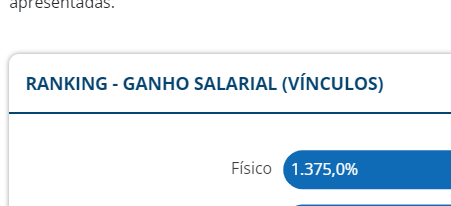 apresentadas.
RANKING - GANHO SALARIAL (VÍNCULOS)
Físico 1.375,0%